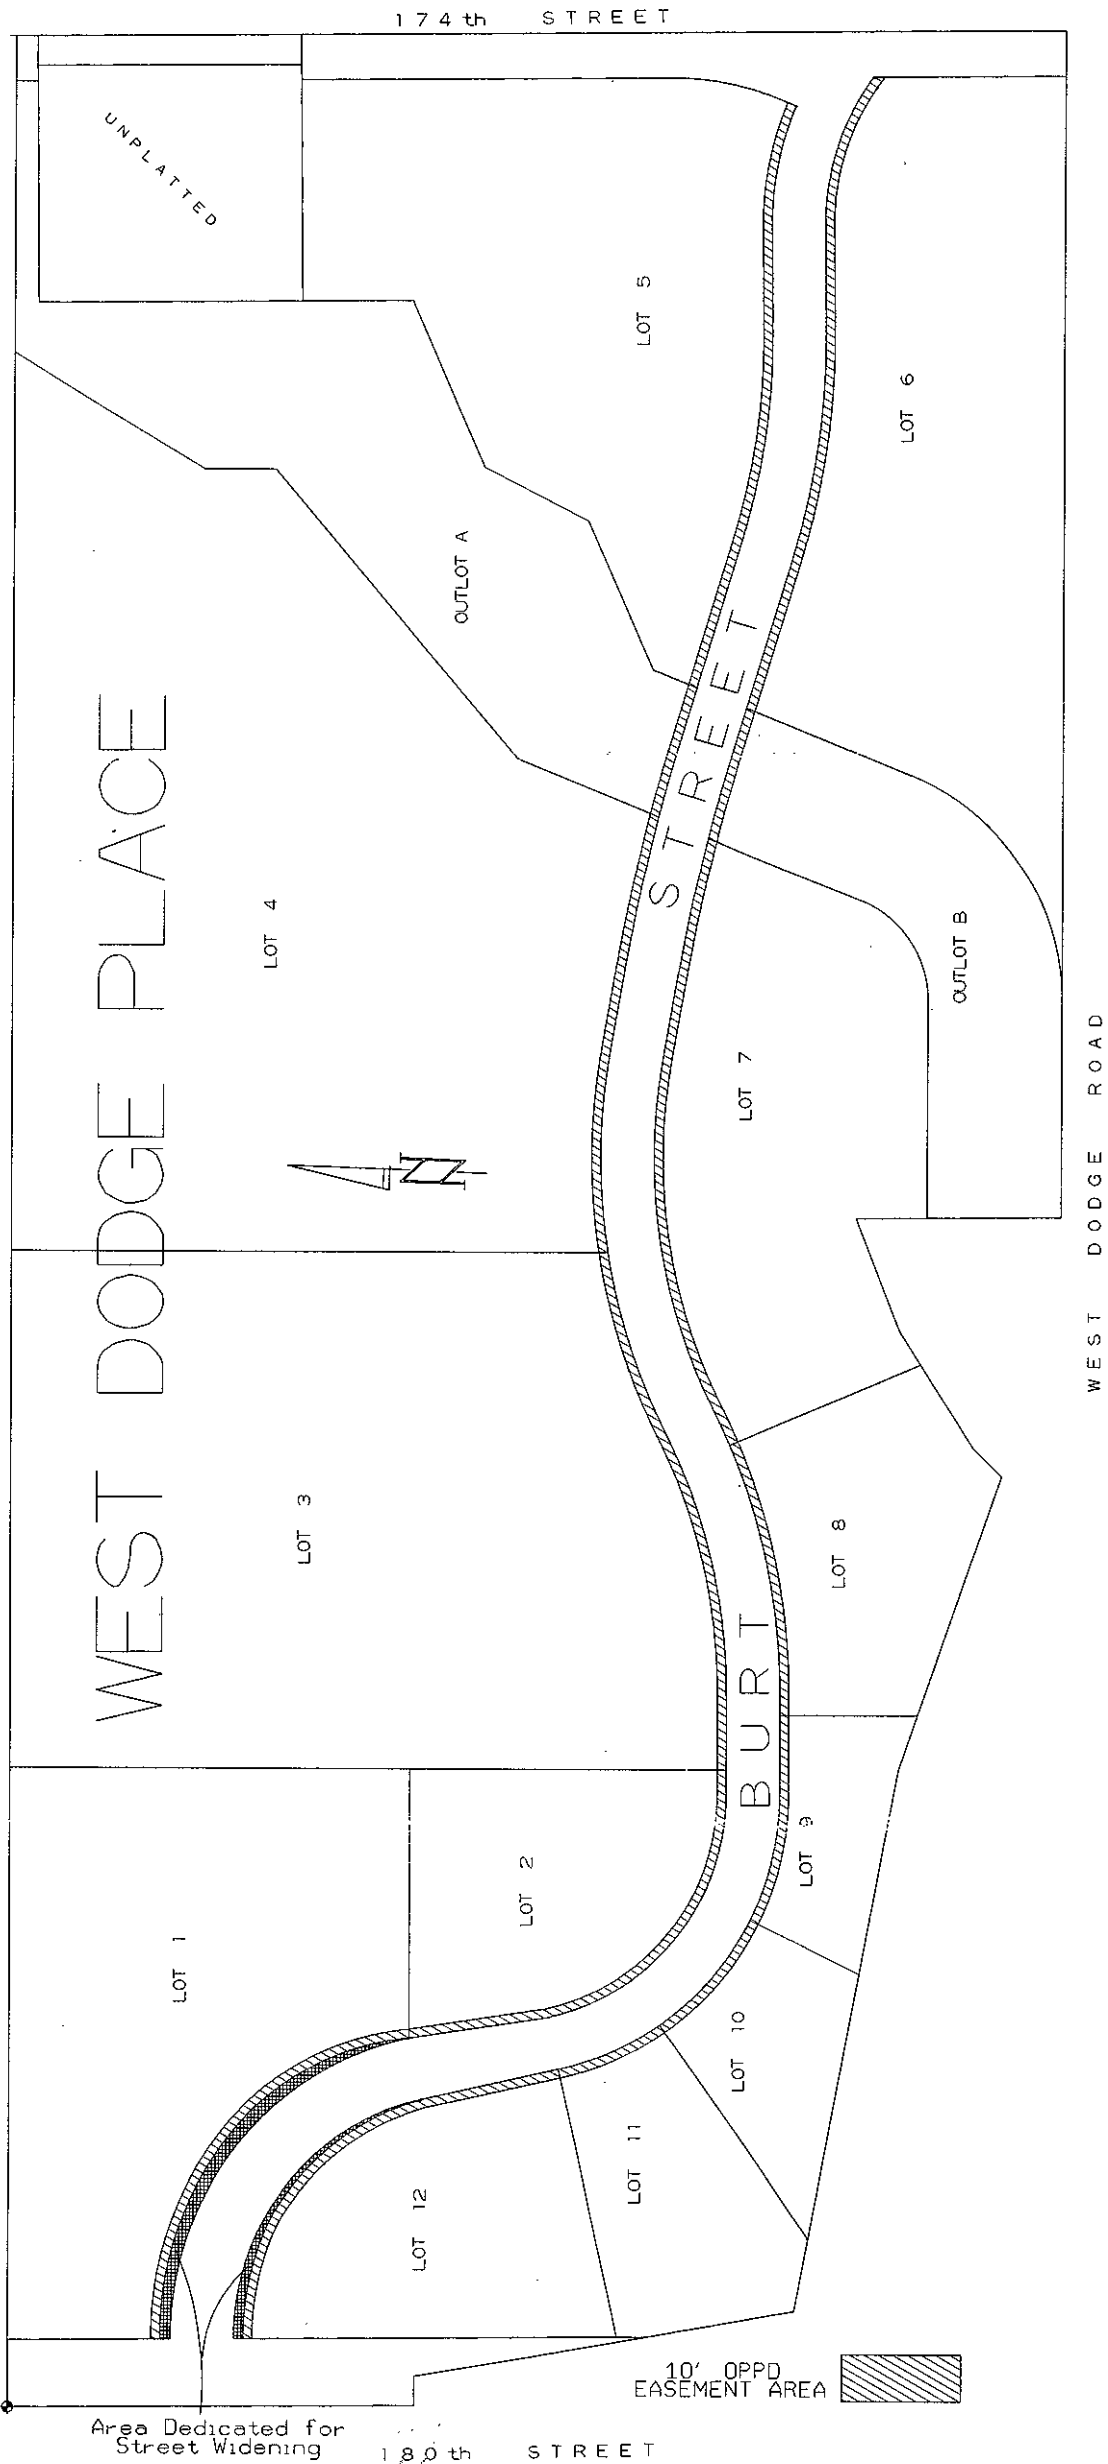 174th STREET
UNPLATTED
LOT 5
LOT 6
OUTLOT A
WEST DODGE PLACE
LOT 4
BURT STREET
OUTLOT B
LOT 7
N
WEST DODGE ROAD
LOT 3
LOT 8
LOT 2
LOT 9
LOT 1
LOT 10
LOT 11
LOT 12
10' OPPD
EASEMENT AREA
Area Dedicated for
Street Widening
180th STREET